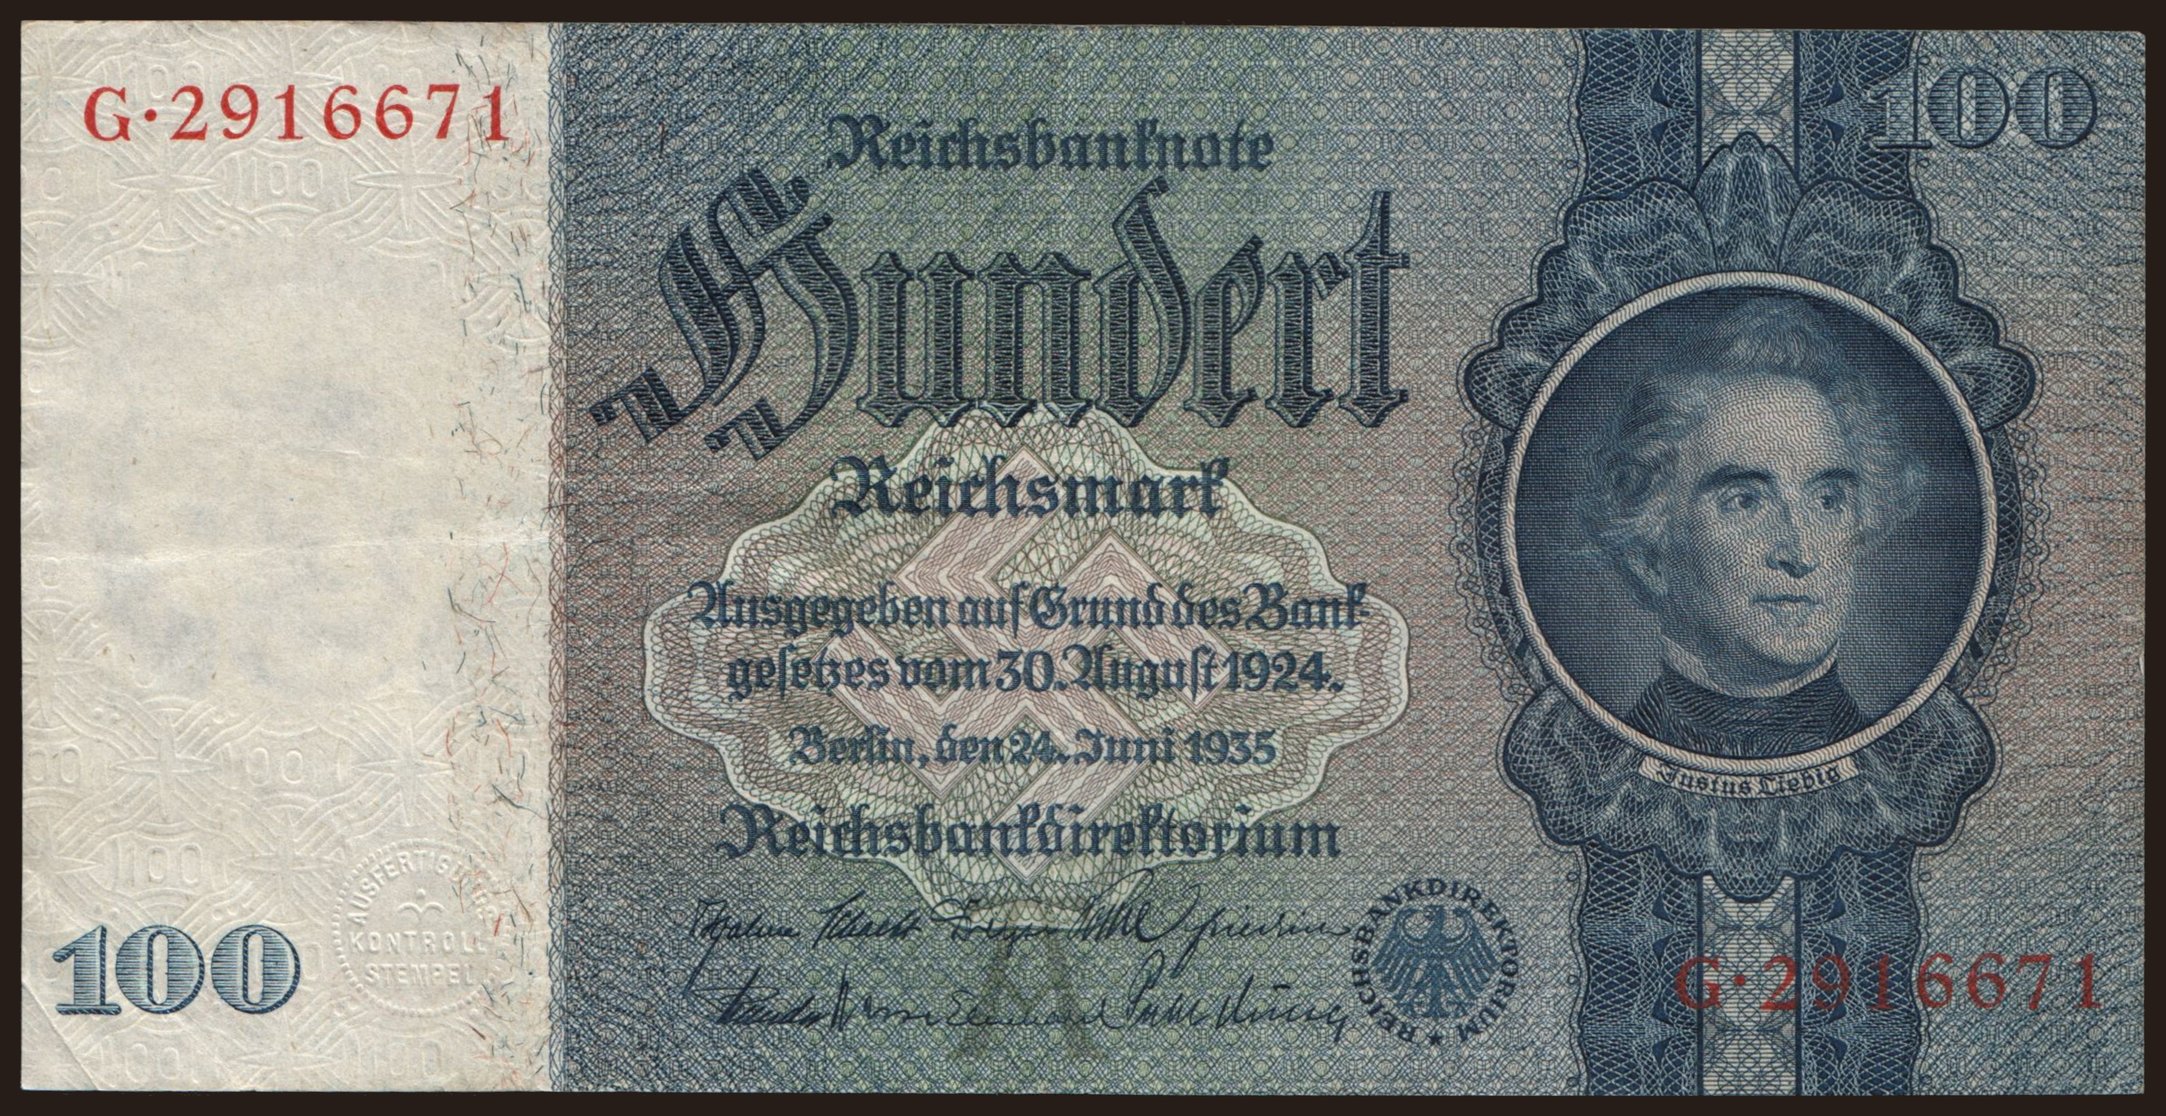 G·2916671
100
Reichsbanknote
Hundert
Reichsmark
Ausgegeben auf Grund des Bank-
gesetzes vom 30. August 1924.
Berlin, den 24. Juni 1935
Reichsbankdirektorium
Justus Liebig
REICHSBANKDIREKTORIUM ★
AUSFERTIGUNGS
KONTROLL
STEMPEL
100
A
G·2916671